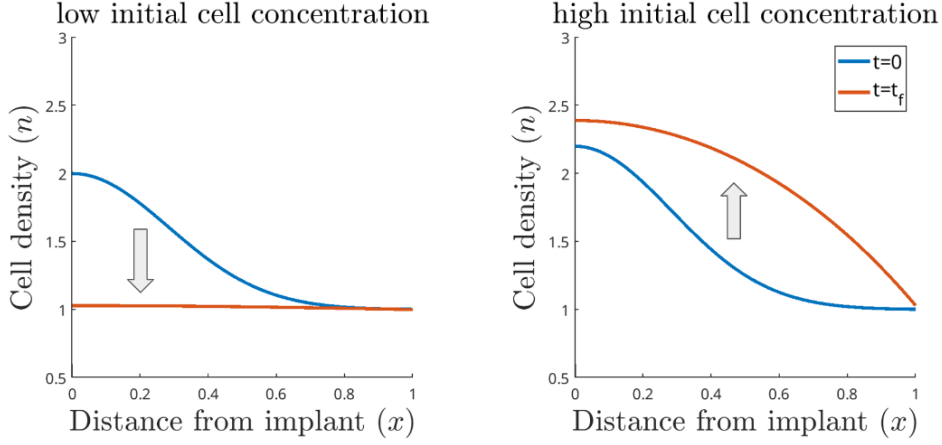 low initial cell concentration
3
2.5
2
1.5
1
0.5
0 0.2 0.4 0.6 0.8 1
Cell density (n)
Distance from implant (x)
high initial cell concentration
t=0
t=t_f
3
2.5
2
1.5
1
0.5
0 0.2 0.4 0.6 0.8 1
Cell density (n)
Distance from implant (x)